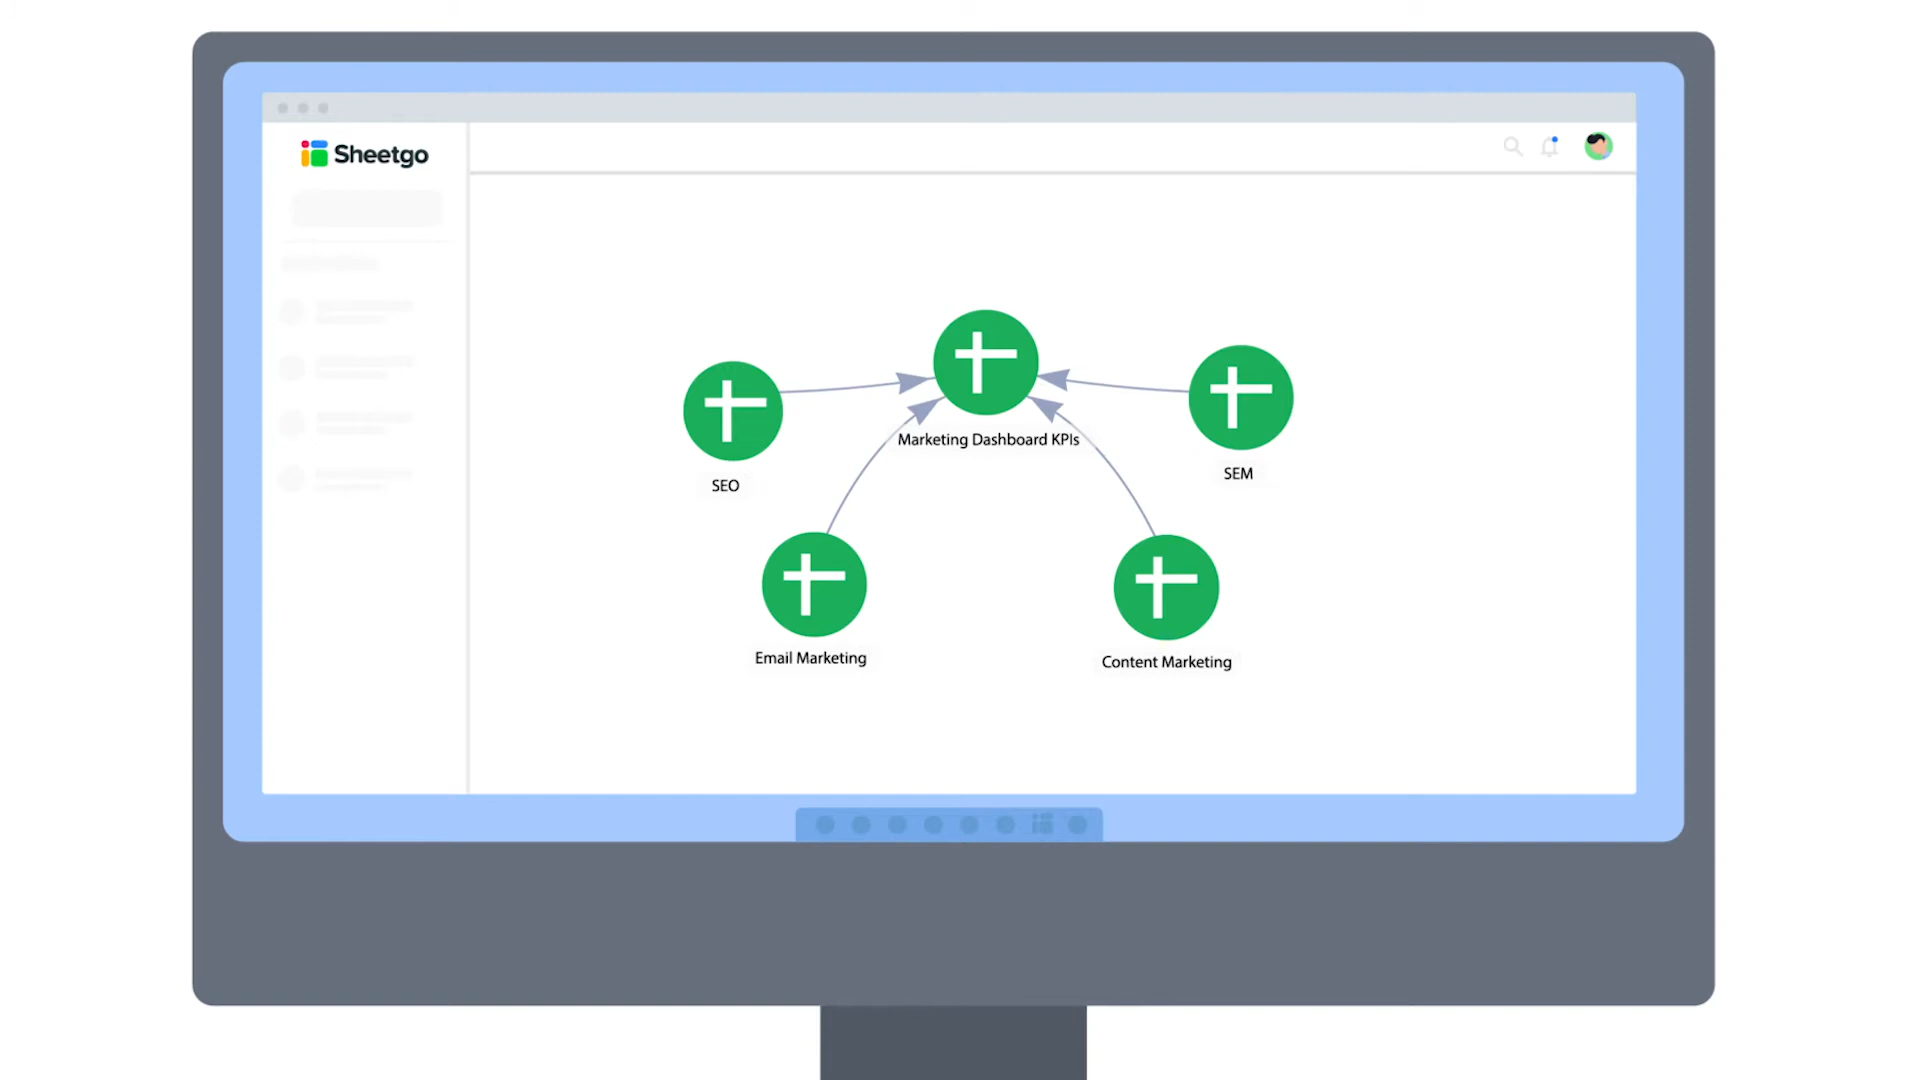 Sheetgo
Marketing Dashboard KPIs
SEO
SEM
Email Marketing
Content Marketing